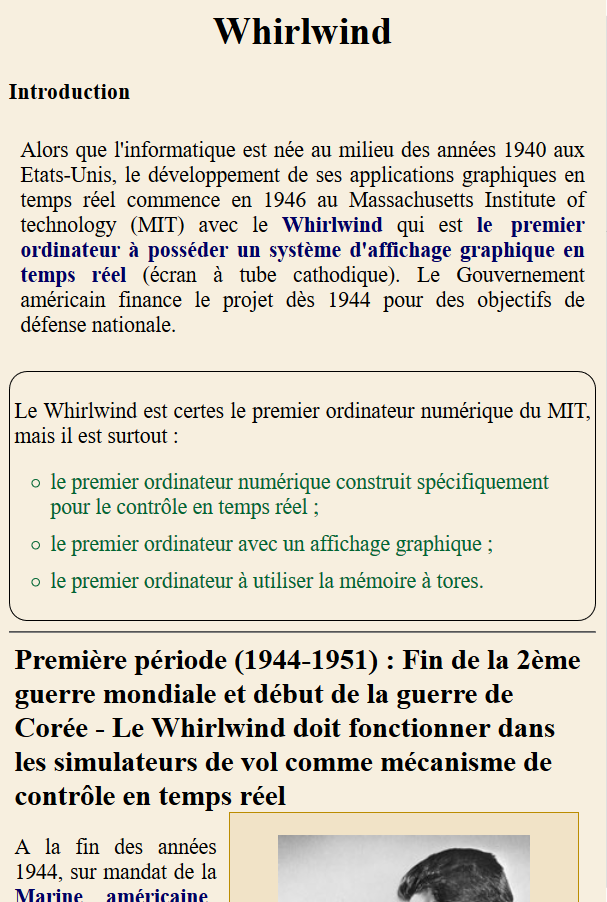 Whirlwind
Introduction
Alors que l'informatique est née au milieu des années 1940 aux
Etats-Unis, le développement de ses applications graphiques en
temps réel commence en 1946 au Massachusetts Institute of
technology (MIT) avec le Whirlwind qui est le premier
ordinateur à posséder un système d'affichage graphique en
temps réel (écran à tube cathodique). Le Gouvernement
américain finance le projet dès 1944 pour des objectifs de
défense nationale.
Le Whirlwind est certes le premier ordinateur numérique du MIT,
mais il est surtout :
le premier ordinateur numérique construit spécifiquement
pour le contrôle en temps réel ;
le premier ordinateur avec un affichage graphique ;
le premier ordinateur à utiliser la mémoire à tores.
Première période (1944-1951) : Fin de la 2ème
guerre mondiale et début de la guerre de
Corée - Le Whirlwind doit fonctionner dans
les simulateurs de vol comme mécanisme de
contrôle en temps réel
A la fin des années
1944, sur mandat de la
Marine américaine